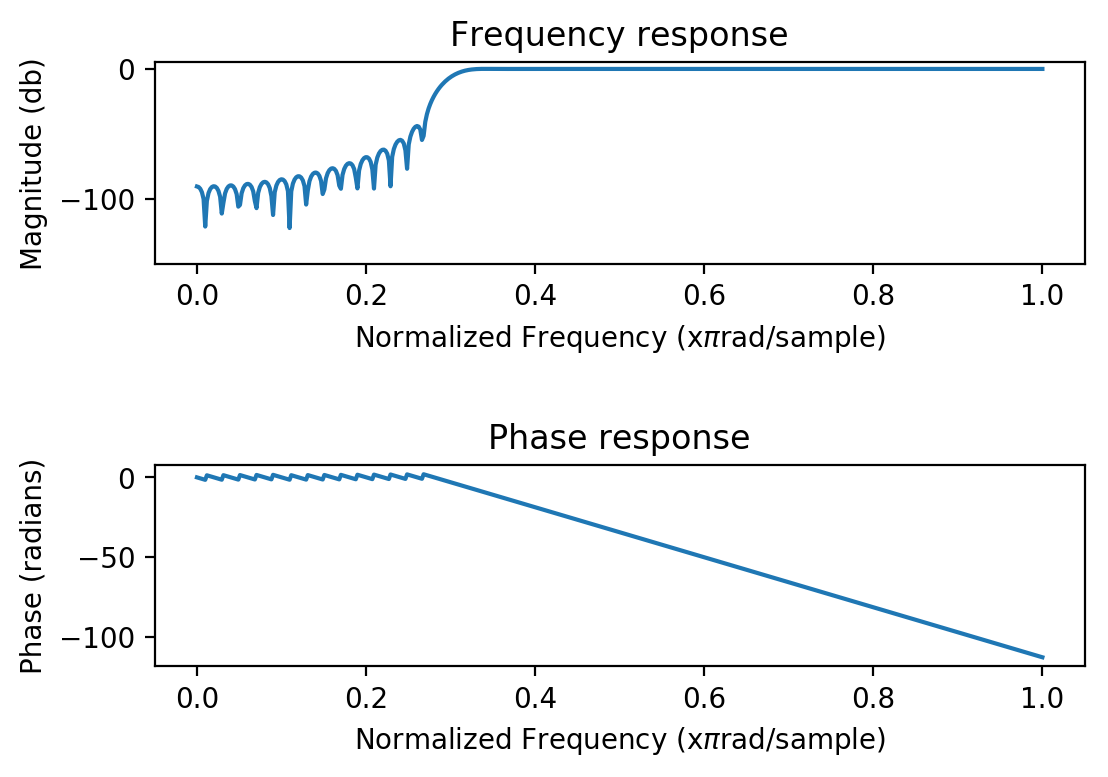 Frequency response
Magnitude (db)
0
−100
0.0 0.2 0.4 0.6 0.8 1.0
Normalized Frequency (xπrad/sample)
Phase response
Phase (radians)
0
−50
−100
0.0 0.2 0.4 0.6 0.8 1.0
Normalized Frequency (xπrad/sample)